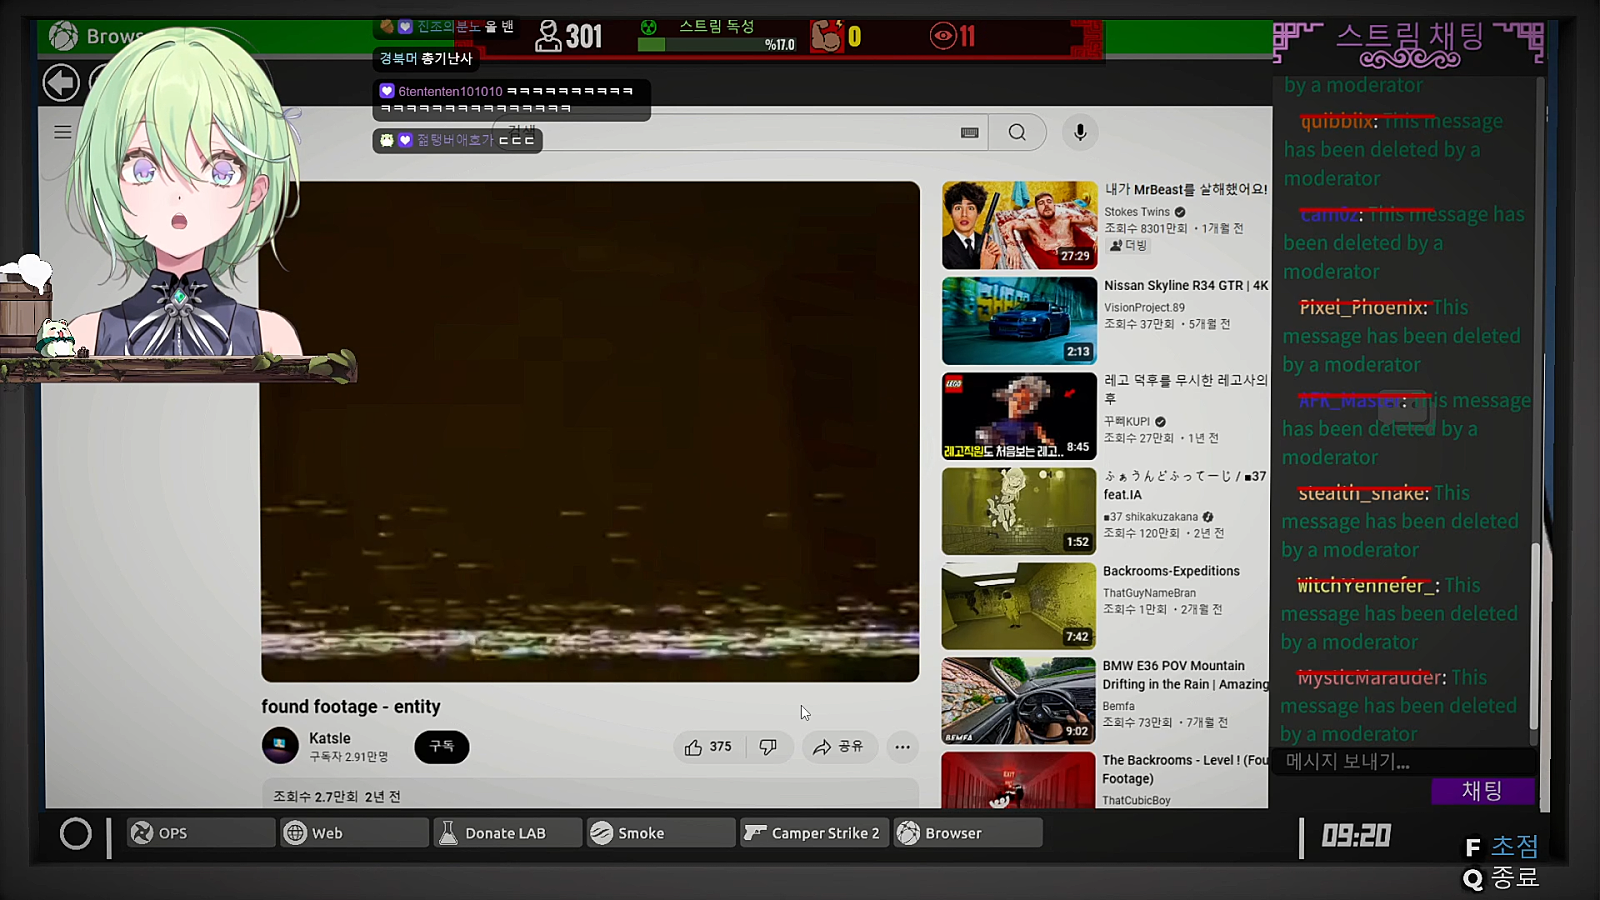 Brows
진조의분노 올 밴
경북머 총기난사
6tententen101010 ㅋㅋㅋㅋㅋㅋㅋㅋㅋㅋ
ㅋㅋㅋㅋㅋㅋㅋㅋㅋㅋㅋㅋㅋㅋㅋ
젊탱버애호가 ㄷㄷㄷ
검색
301
스트림 독성
%17.0
0
11
found footage - entity
Katsle
구독자 2.91만명
구독
375
공유
조회수 2.7만회 2년 전
내가 MrBeast를 살해했어요!
Stokes Twins
조회수 8301만회 · 1개월 전
더빙
27:29
Nissan Skyline R34 GTR | 4K
VisionProject.89
조회수 37만회 · 5개월 전
2:13
레고 덕후를 무시한 레고사의
후
꾸삐KUPI
조회수 27만회 · 1년 전
LEGO
레고직원도 처음보는 레고..
8:45
ふぁうんどふってーじ / ■37
feat.IA
■37 shikakuzakana
조회수 120만회 · 2년 전
1:52
Backrooms-Expeditions
ThatGuyNameBran
조회수 1만회 · 2개월 전
7:42
BMW E36 POV Mountain
Drifting in the Rain | Amazing
Bemfa
조회수 73만회 · 7개월 전
BEMFA
9:02
The Backrooms - Level ! (Fou
Footage)
ThatCubicBoy
EXIT
스트림 채팅
by a moderator
quibblix: This message
has been deleted by a
moderator
cam0z: This message has
been deleted by a
moderator
Pixel_Phoenix: This
message has been deleted
by a moderator
AFK_Master: This message
has been deleted by a
moderator
stealth_snake: This
message has been deleted
by a moderator
WitchYennefer_: This
message has been deleted
by a moderator
MysticMarauder: This
message has been deleted
by a moderator
메시지 보내기...
채팅
OPS
Web
Donate LAB
Smoke
Camper Strike 2
Browser
09:20
F 초점
Q 종료